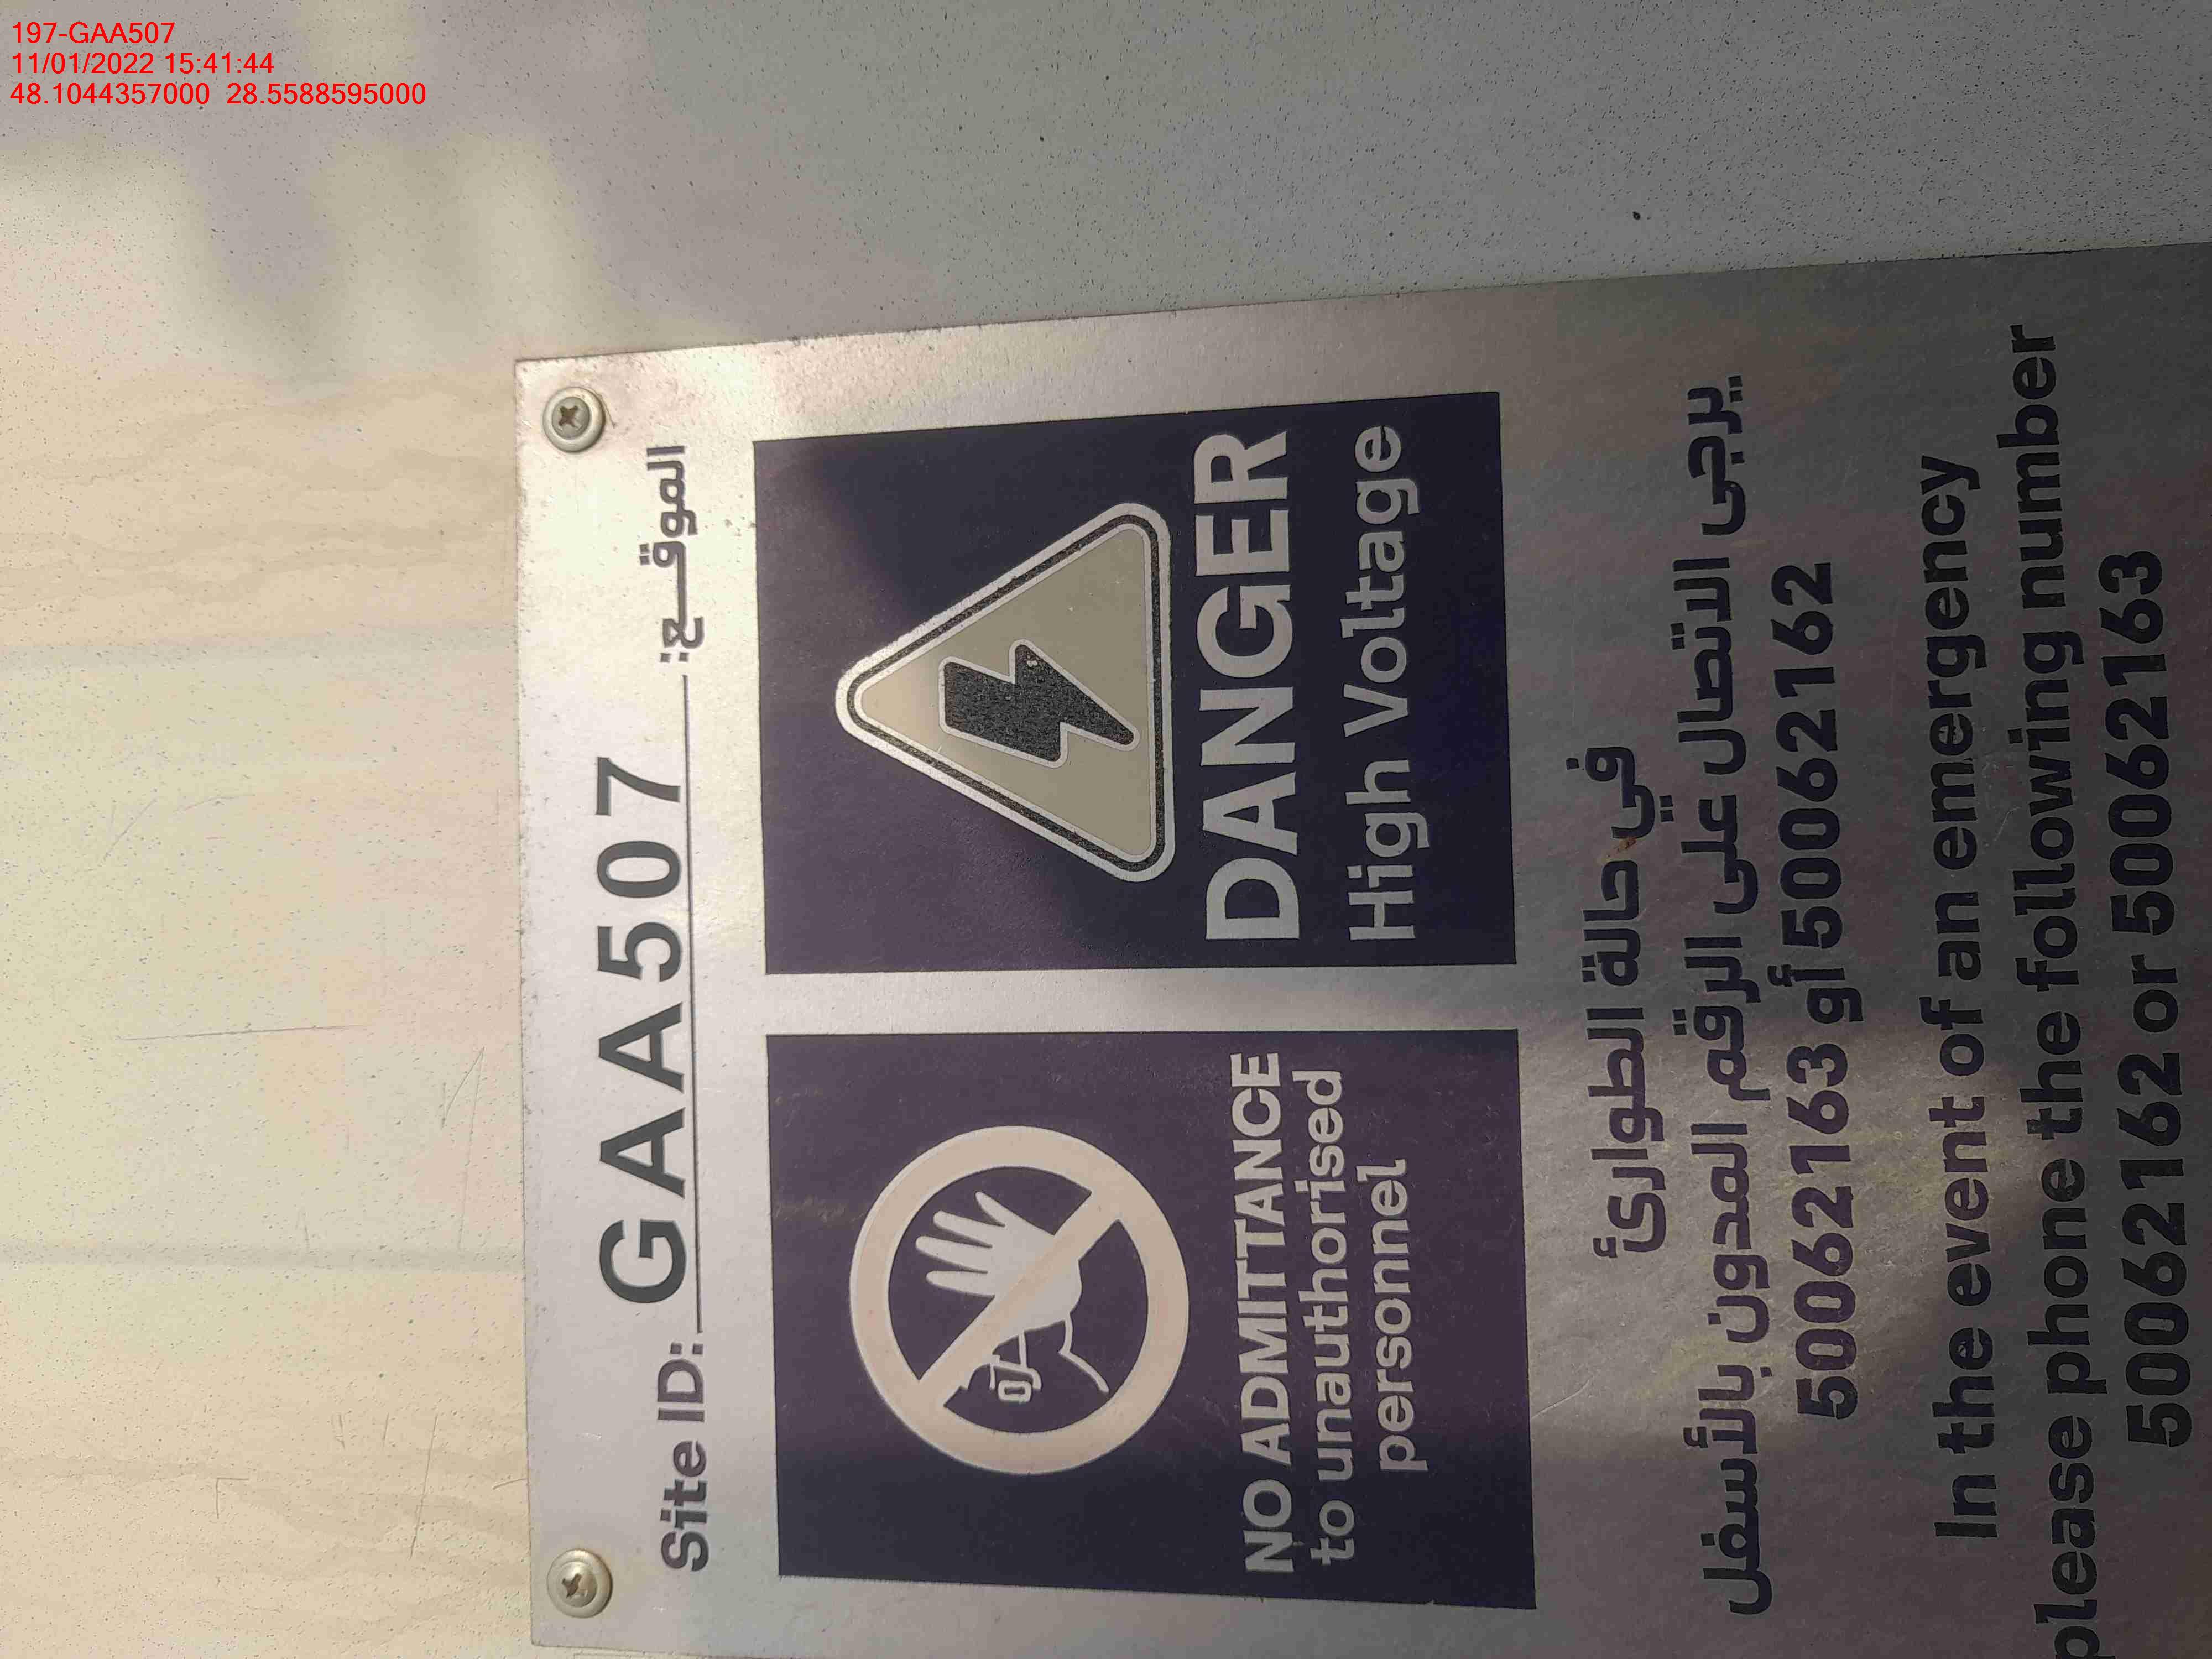 197-GAA507
11/01/2022 15:41:44
48.1044357000 28.5588595000
Site ID: GAA507 الموقع:
NO ADMITTANCE
to unauthorised
personnel
DANGER
High Voltage
في حالة الطوارئ
يرجى الاتصال على الرقم المدون بالأسفل
50062163 أو 50062162
In the event of an emergency
please phone the following number
50062162 or 50062163